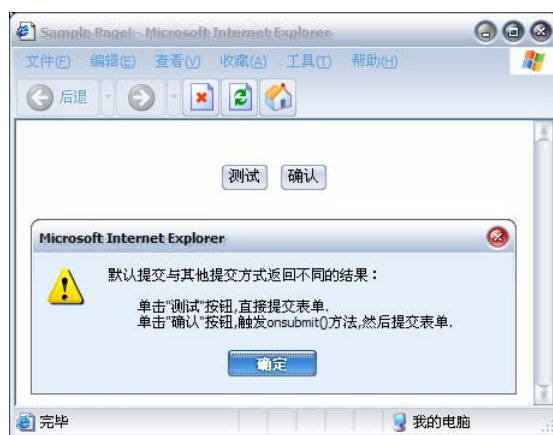 Sample Page! - Microsoft Internet Explorer
文件(F) 编辑(E) 查看(V) 收藏(A) 工具(T) 帮助(H)
后退
测试 确认
Microsoft Internet Explorer
默认提交与其他提交方式返回不同的结果：
单击"测试"按钮,直接提交表单.
单击"确认"按钮,触发onsubmit()方法,然后提交表单.
确定
完毕 我的电脑